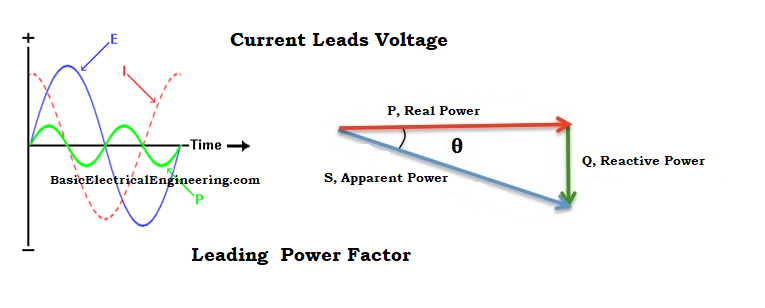 +
E
Current Leads Voltage
I
P, Real Power
Time
θ
Q, Reactive Power
S, Apparent Power
BasicElectricalEngineering.com
P
−
Leading Power Factor